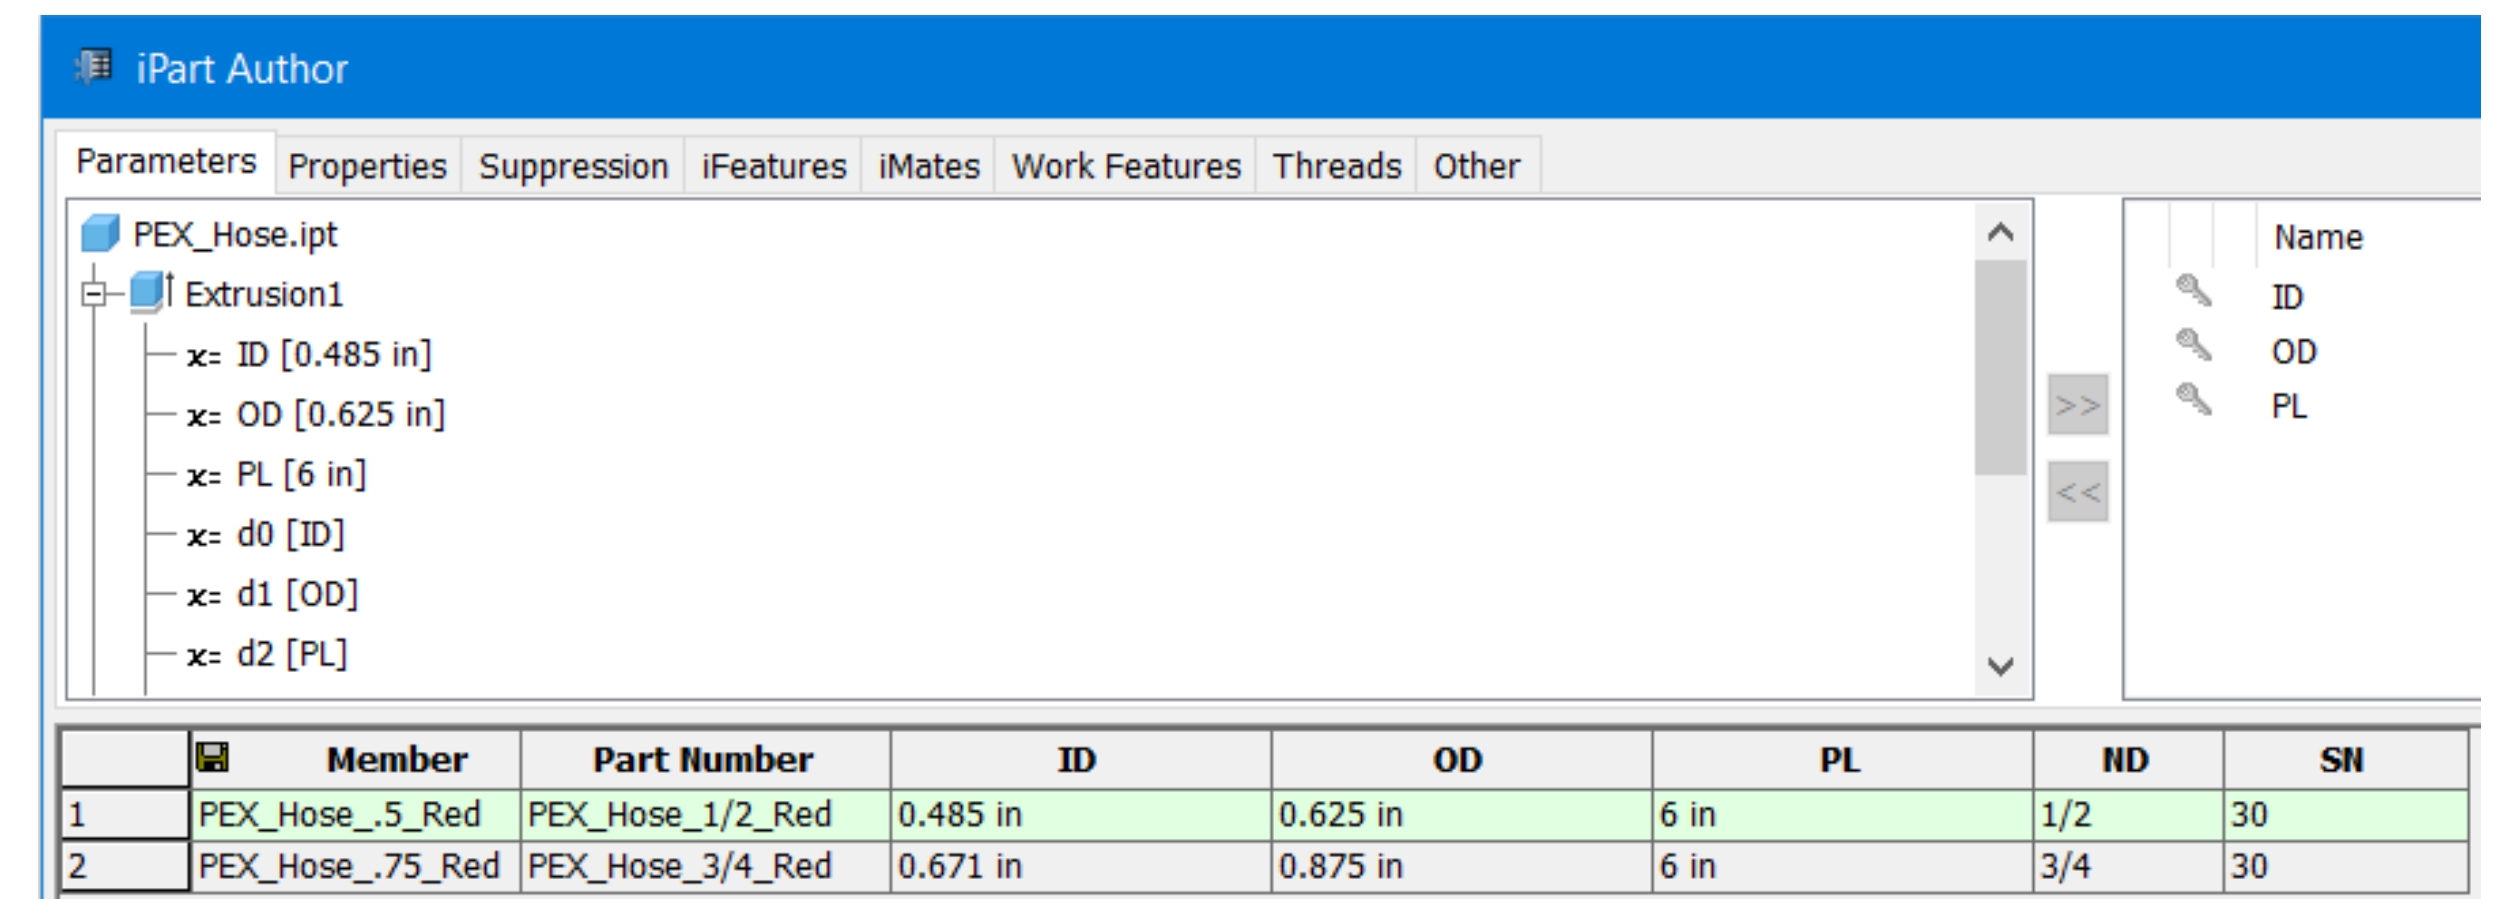 iPart Author
Parameters Properties Suppression iFeatures iMates Work Features Threads Other
PEX_Hose.ipt
Extrusion1
x= ID [0.485 in]
x= OD [0.625 in]
x= PL [6 in]
x= d0 [ID]
x= d1 [OD]
x= d2 [PL]
>>
<<
Name
ID
OD
PL
Member Part Number ID OD PL ND SN
1 PEX_Hose_.5_Red PEX_Hose_1/2_Red 0.485 in 0.625 in 6 in 1/2 30
2 PEX_Hose_.75_Red PEX_Hose_3/4_Red 0.671 in 0.875 in 6 in 3/4 30